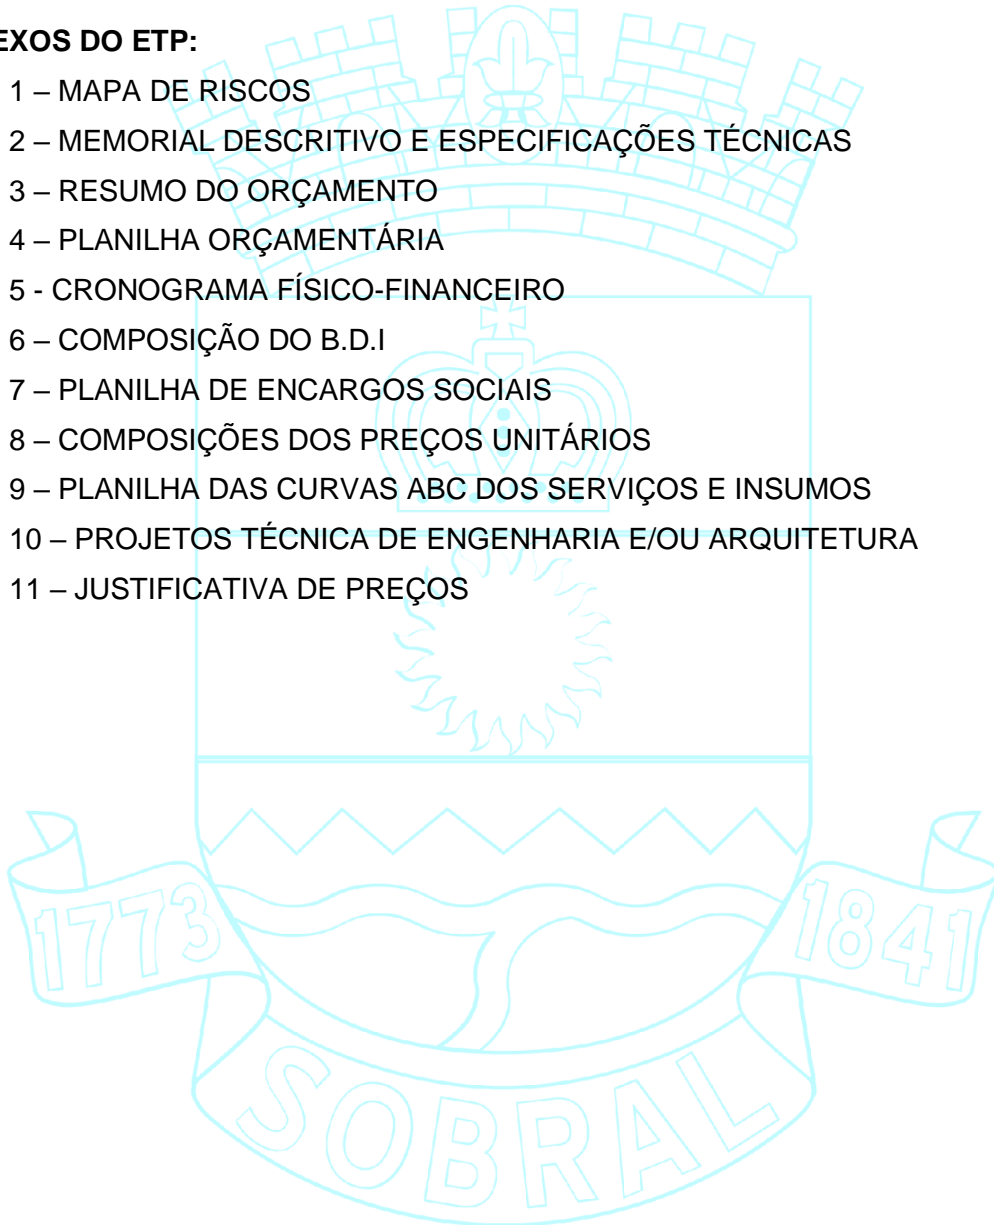 EXOS DO ETP:
1 – MAPA DE RISCOS
2 – MEMORIAL DESCRITIVO E ESPECIFICAÇÕES TÉCNICAS
3 – RESUMO DO ORÇAMENTO
4 – PLANILHA ORÇAMENTÁRIA
5 - CRONOGRAMA FÍSICO-FINANCEIRO
6 – COMPOSIÇÃO DO B.D.I
7 – PLANILHA DE ENCARGOS SOCIAIS
8 – COMPOSIÇÕES DOS PREÇOS UNITÁRIOS
9 – PLANILHA DAS CURVAS ABC DOS SERVIÇOS E INSUMOS
10 – PROJETOS TÉCNICA DE ENGENHARIA E/OU ARQUITETURA
11 – JUSTIFICATIVA DE PREÇOS
1773
1841
SOBRAL